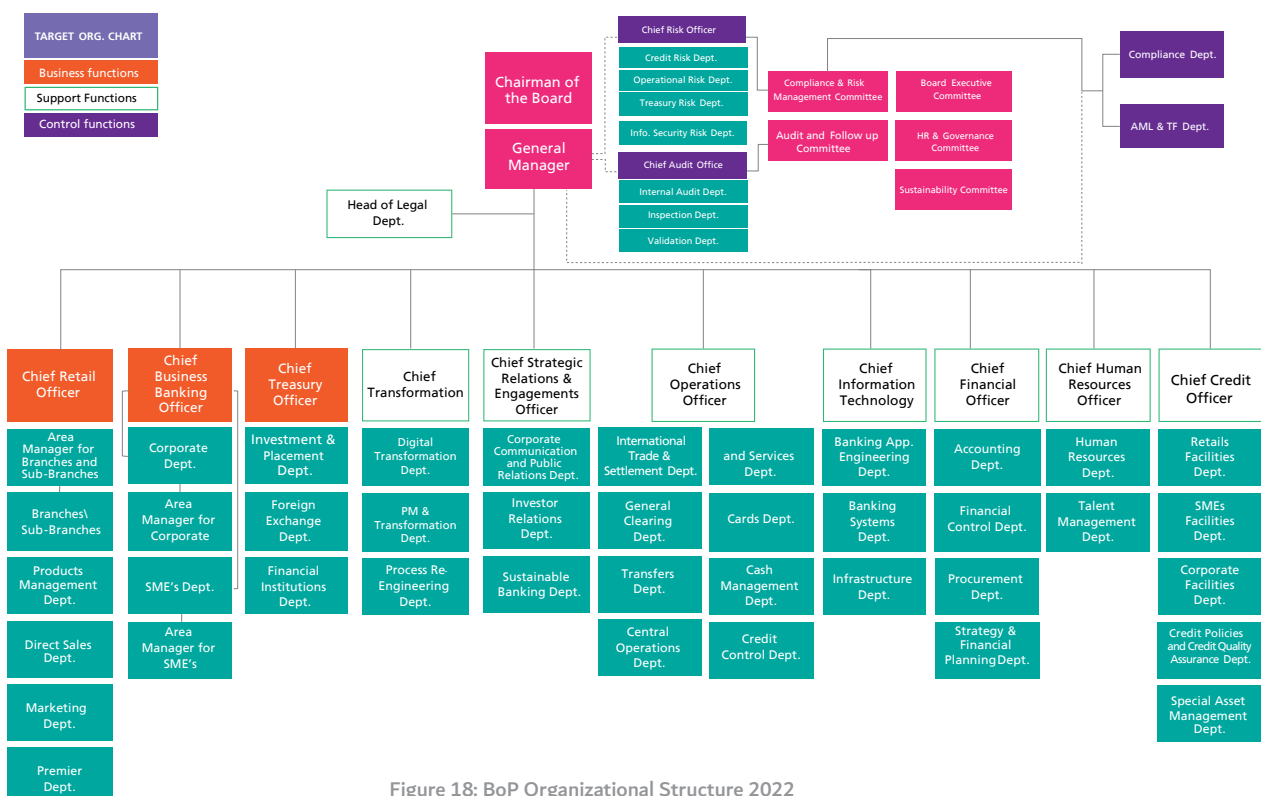 TARGET ORG. CHART
Business functions
Support Functions
Control functions
Chairman of
the Board
General
Manager
Head of Legal
Dept.
Chief Risk Officer
Credit Risk Dept.
Operational Risk Dept.
Treasury Risk Dept.
Info. Security Risk Dept.
Chief Audit Office
Internal Audit Dept.
Inspection Dept.
Validation Dept.
Compliance & Risk
Management Committee
Audit and Follow up
Committee
Board Executive
Committee
HR & Governance
Committee
Sustainability Committee
Compliance Dept.
AML & TF Dept.
Chief Retail
Officer
Area
Manager for
Branches and
Sub-Branches
Branches\
Sub-Branches
Products
Management
Dept.
Direct Sales
Dept.
Marketing
Dept.
Premier
Dept.
Chief
Business
Banking
Officer
Corporate
Dept.
Area
Manager for
Corporate
SME's Dept.
Area
Manager for
SME's
Chief
Treasury
Officer
Investment &
Placement
Dept.
Foreign
Exchange
Dept.
Financial
Institutions
Dept.
Chief
Transformation
Digital
Transformation
Dept.
PM &
Transformation
Dept.
Process Re-
Engineering
Dept.
Chief Strategic
Relations &
Engagements
Officer
Corporate
Communication
and Public
Relations Dept.
Investor
Relations
Dept.
Sustainable
Banking Dept.
Chief
Operations
Officer
International
Trade &
Settlement Dept.
General
Clearing
Dept.
Transfers
Dept.
Central
Operations
Dept.
and Services
Dept.
Cards Dept.
Cash
Management
Dept.
Credit
Control Dept.
Chief
Information
Technology
Banking App.
Engineering
Dept.
Banking
Systems
Dept.
Infrastructure
Dept.
Chief
Financial
Officer
Accounting
Dept.
Financial
Control Dept.
Procurement
Dept.
Strategy &
Financial
PlanningDept.
Chief Human
Resources
Officer
Human
Resources
Dept.
Talent
Management
Dept.
Chief Credit
Officer
Retails
Facilities
Dept.
SMEs
Facilities
Dept.
Corporate
Facilities
Dept.
Credit Policies
and Credit Quality
Assurance Dept.
Special Asset
Management
Dept.
Figure 18: BoP Organizational Structure 2022